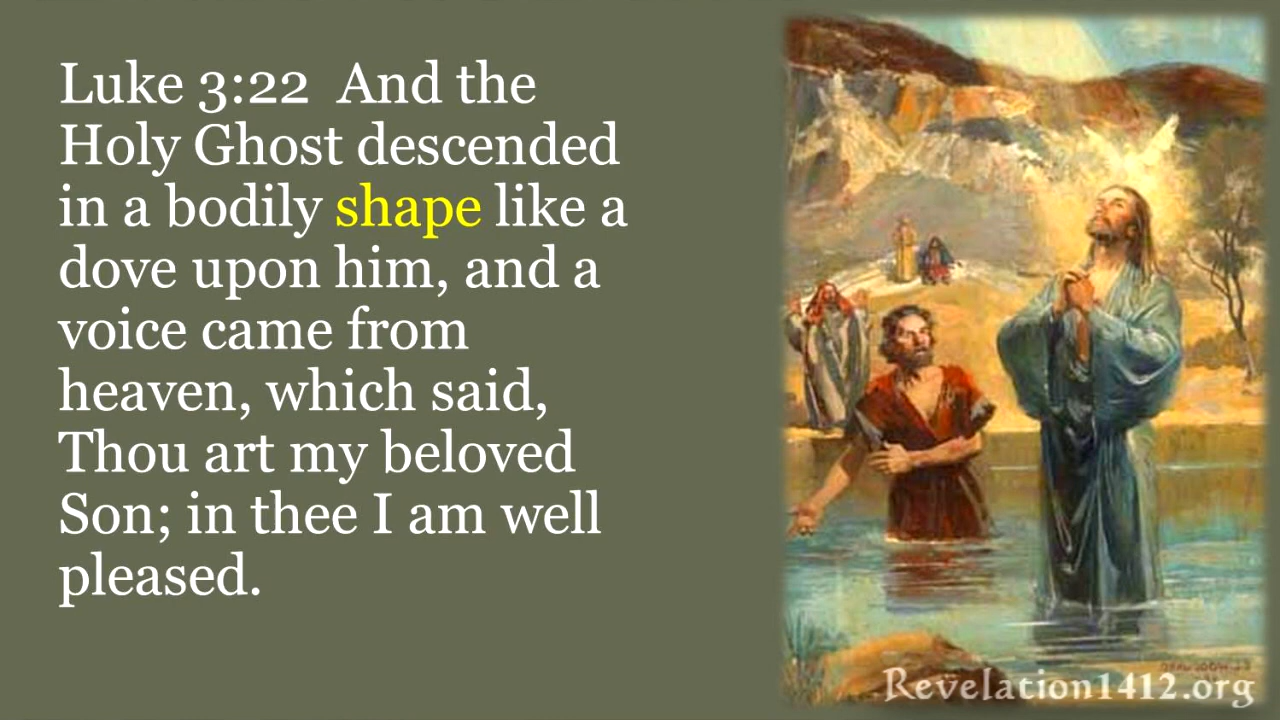 Luke 3:22  And the
Holy Ghost descended
in a bodily shape like a
dove upon him, and a
voice came from
heaven, which said,
Thou art my beloved
Son; in thee I am well
pleased.
Revelation1412.org